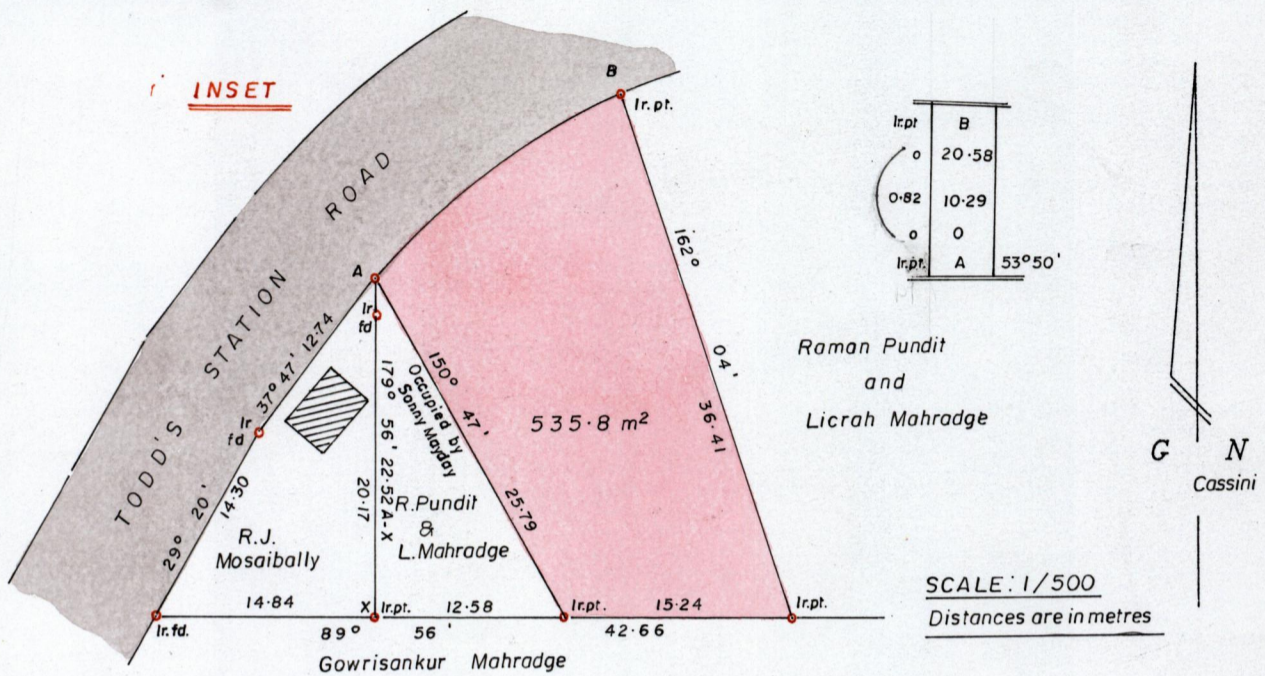 INSET
B
Ir. pt.
TODD'S STATION ROAD
A
Ir
fd
37° 47' 12·74
Ir
fd
29° 20' 14·30
179° 56' 22·52 A-X
20·17
150° 47' 25·79
Occupied by
Sonny Mayday
535·8 m²
162° 04' 36·41
R.J.
Mosaibally
R.Pundit
&
L.Mahradge
14·84
X
Ir.pt.
12·58
Ir.pt.
15·24
Ir.pt.
Ir.fd.
89° 56' 42·66
Gowrisankur Mahradge
Ir.pt B
0 20·58
0·82 10·29
0 0
Ir.pt. A 53°50'
Raman Pundit
and
Licrah Mahradge
G N
Cassini
SCALE: 1/500
Distances are in metres